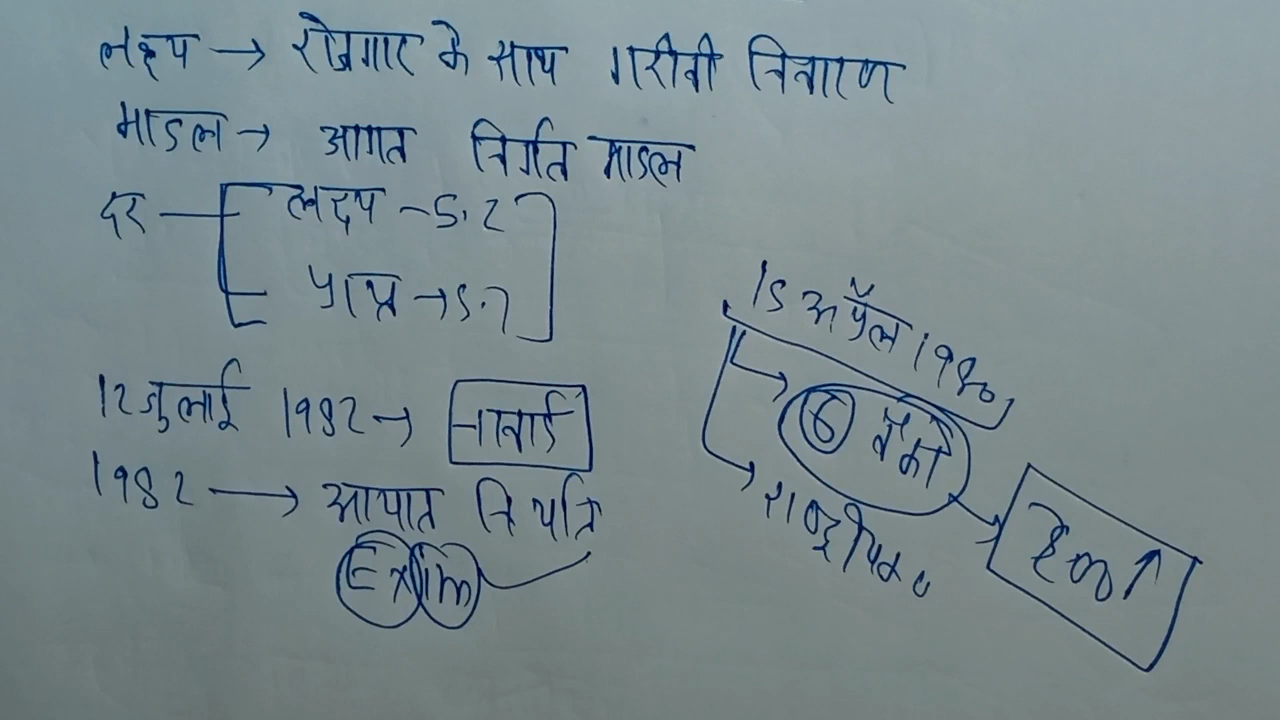 लक्ष्य → रोजगार के साथ गरीबी निवारण
माडल → आगत निर्गत माडल
दर
लक्ष्य - 5.2
प्राप्त → 5.7
12 जुलाई 1982 → नाबार्ड
1982 → आयात निर्यात
Exim
15 अप्रैल 1980
6 बैंको
राष्ट्रीयकरण